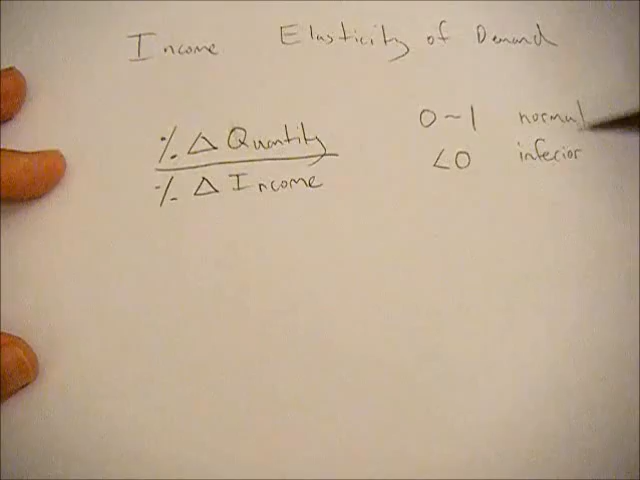 Income Elasticity of Demand
% Δ Quantity
% Δ Income
0~1 normal
<0 inferior